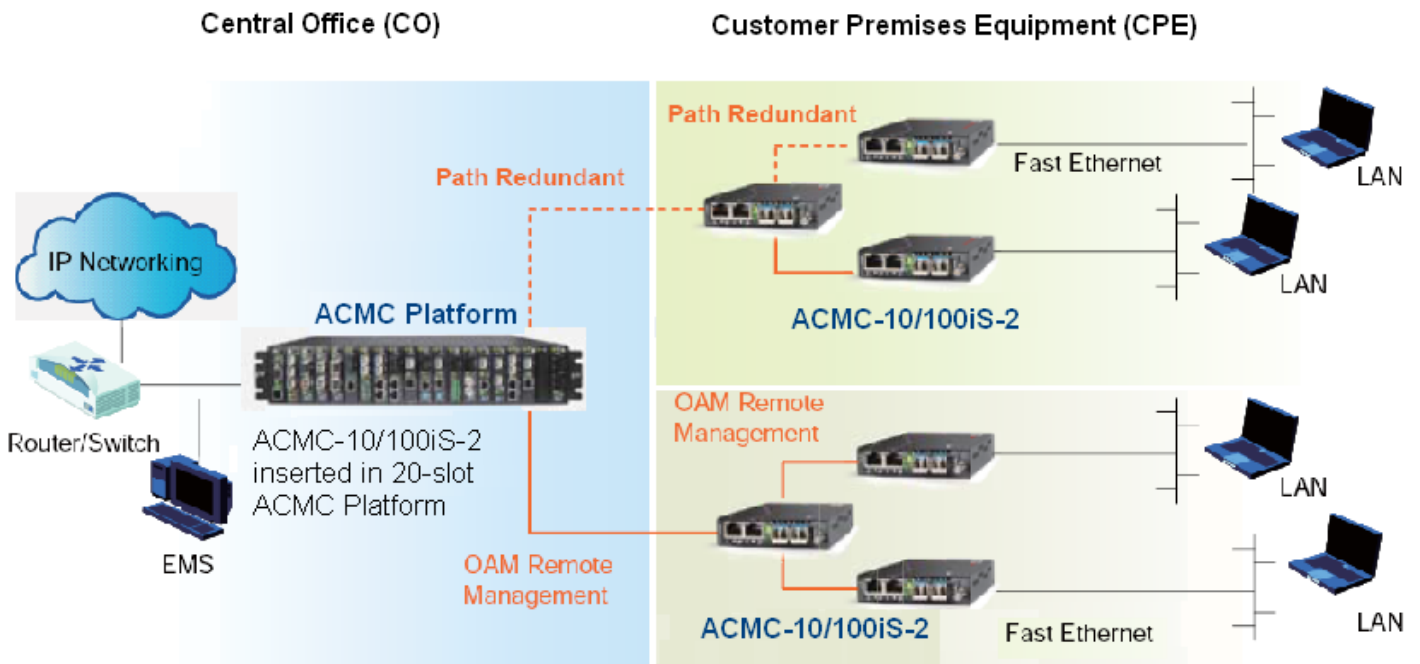 Central Office (CO)
Customer Premises Equipment (CPE)
Path Redundant
Fast Ethernet
LAN
Path Redundant
IP Networking
LAN
ACMC Platform
ACMC-10/100iS-2
Router/Switch
ACMC-10/100iS-2
inserted in 20-slot
ACMC Platform
EMS
OAM Remote
Management
OAM Remote
Management
LAN
ACMC-10/100iS-2
Fast Ethernet
LAN